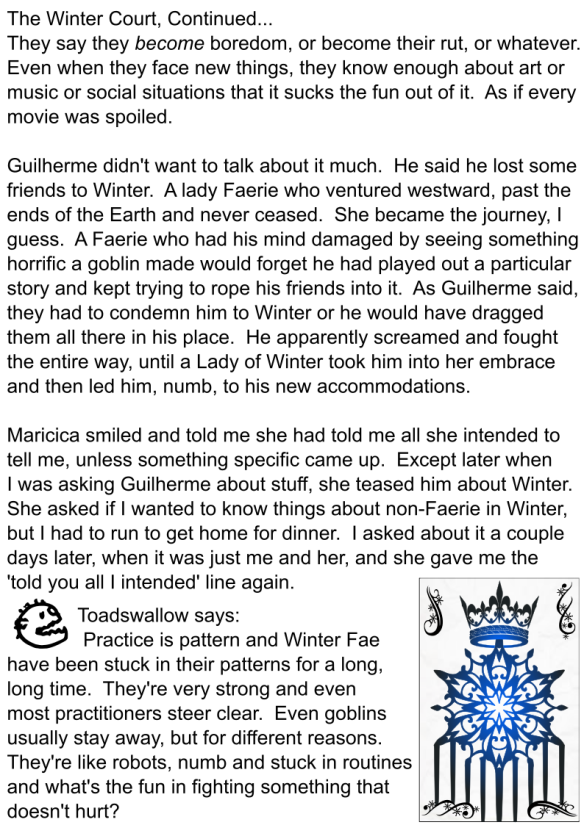 The Winter Court, Continued...
They say they become boredom, or become their rut, or whatever.
Even when they face new things, they know enough about art or
music or social situations that it sucks the fun out of it.  As if every
movie was spoiled.
Guilherme didn't want to talk about it much.  He said he lost some
friends to Winter.  A lady Faerie who ventured westward, past the
ends of the Earth and never ceased.  She became the journey, I
guess.  A Faerie who had his mind damaged by seeing something
horrific a goblin made would forget he had played out a particular
story and kept trying to rope his friends into it.  As Guilherme said,
they had to condemn him to Winter or he would have dragged
them all there in his place.  He apparently screamed and fought
the entire way, until a Lady of Winter took him into her embrace
and then led him, numb, to his new accommodations.
Maricica smiled and told me she had told me all she intended to
tell me, unless something specific came up.  Except later when
I was asking Guilherme about stuff, she teased him about Winter.
She asked if I wanted to know things about non-Faerie in Winter,
but I had to run to get home for dinner.  I asked about it a couple
days later, when it was just me and her, and she gave me the
'told you all I intended' line again.
Toadswallow says:
Practice is pattern and Winter Fae
have been stuck in their patterns for a long,
long time.  They're very strong and even
most practitioners steer clear.  Even goblins
usually stay away, but for different reasons.
They're like robots, numb and stuck in routines
and what's the fun in fighting something that
doesn't hurt?